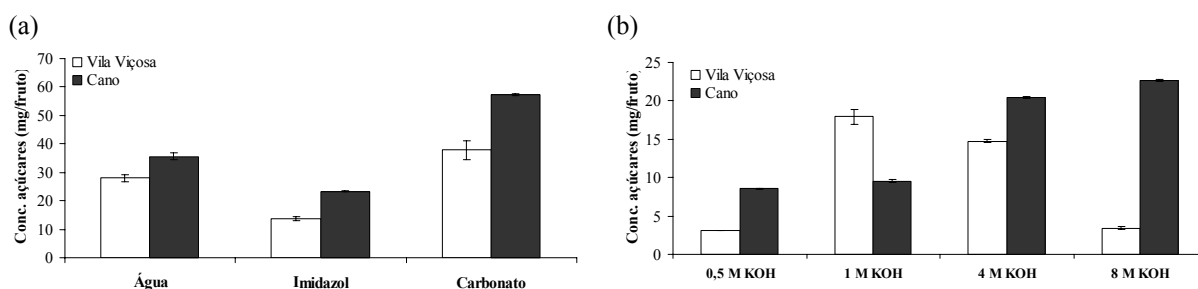 (a)
Conc. açúcares (mg/fruto)
70
60
50
40
30
20
10
0
Vila Viçosa
Cano
Água Imidazol Carbonato
(b)
Conc. açúcares (mg/fruto)
25
20
15
10
5
0
Vila Viçosa
Cano
0,5 M KOH 1 M KOH 4 M KOH 8 M KOH